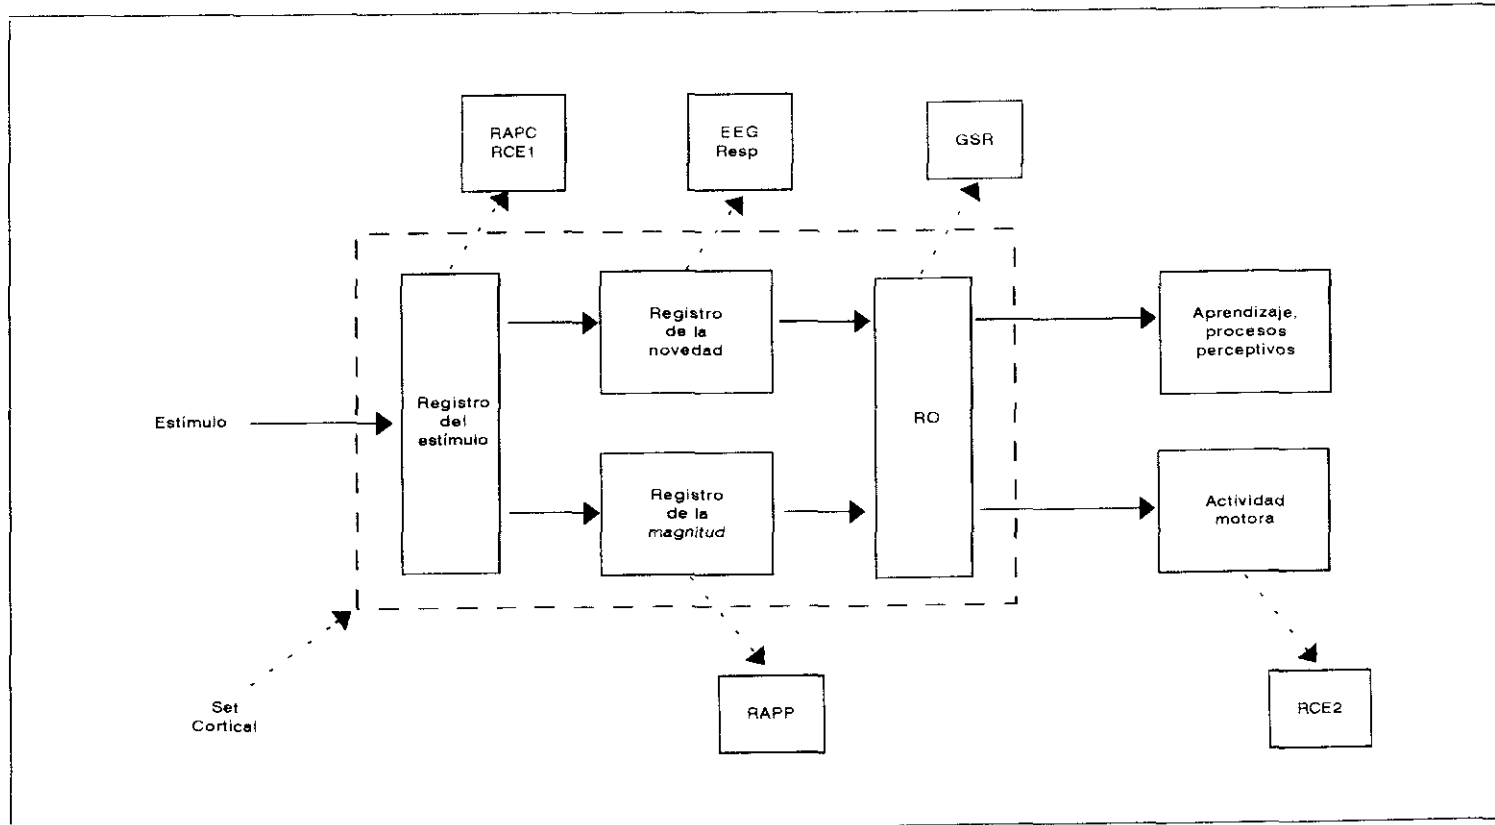 RAPC
RCE1
EEG
Resp
GSR
Registro
de la
novedad
Aprendizaje,
procesos
perceptivos
Estímulo
Registro
del
estímulo
RO
Registro
de la
magnitud
Actividad
motora
Set
Cortical
RAPP
RCE2